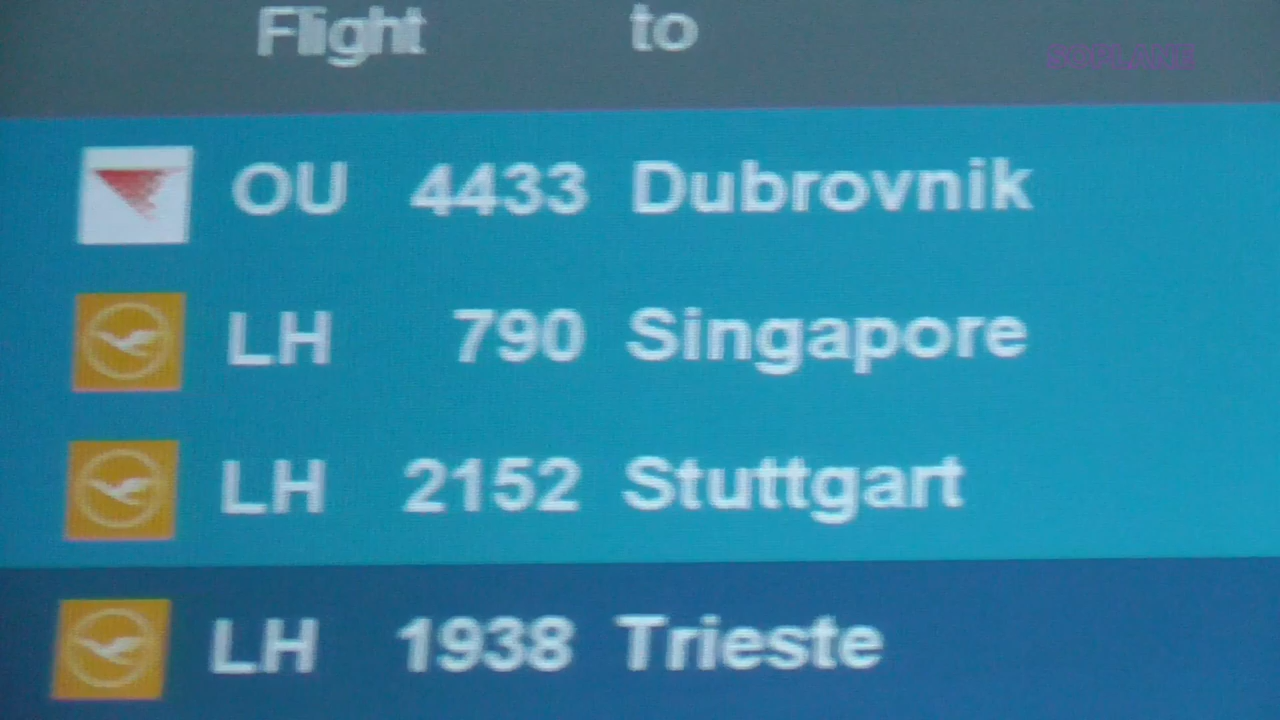 Flight to
OU 4433 Dubrovnik
LH 790 Singapore
LH 2152 Stuttgart
LH 1938 Trieste